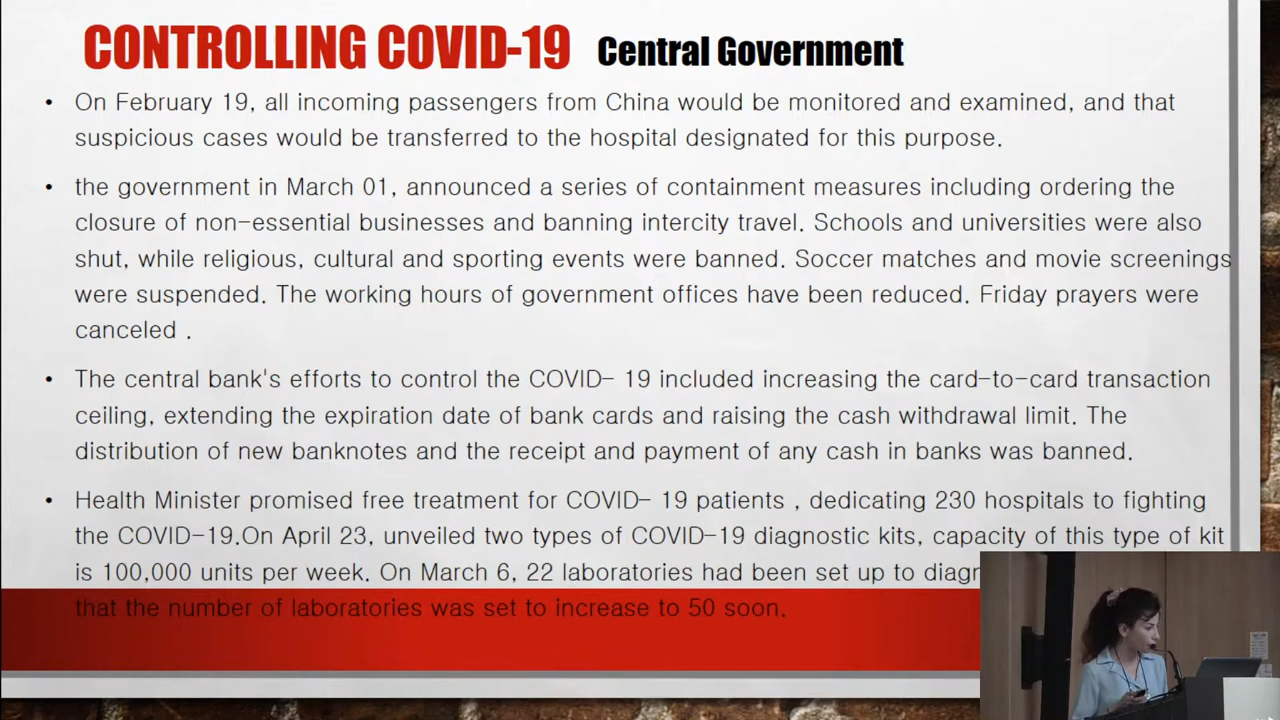 CONTROLLING COVID-19 Central Government
• On February 19, all incoming passengers from China would be monitored and examined, and that
suspicious cases would be transferred to the hospital designated for this purpose.
• the government in March 01, announced a series of containment measures including ordering the
closure of non-essential businesses and banning intercity travel. Schools and universities were also
shut, while religious, cultural and sporting events were banned. Soccer matches and movie screenings
were suspended. The working hours of government offices have been reduced. Friday prayers were
canceled .
• The central bank's efforts to control the COVID- 19 included increasing the card-to-card transaction
ceiling, extending the expiration date of bank cards and raising the cash withdrawal limit. The
distribution of new banknotes and the receipt and payment of any cash in banks was banned.
• Health Minister promised free treatment for COVID- 19 patients , dedicating 230 hospitals to fighting
the COVID-19.On April 23, unveiled two types of COVID-19 diagnostic kits, capacity of this type of kit
is 100,000 units per week. On March 6, 22 laboratories had been set up to
that the number of laboratories was set to increase to 50 soon.